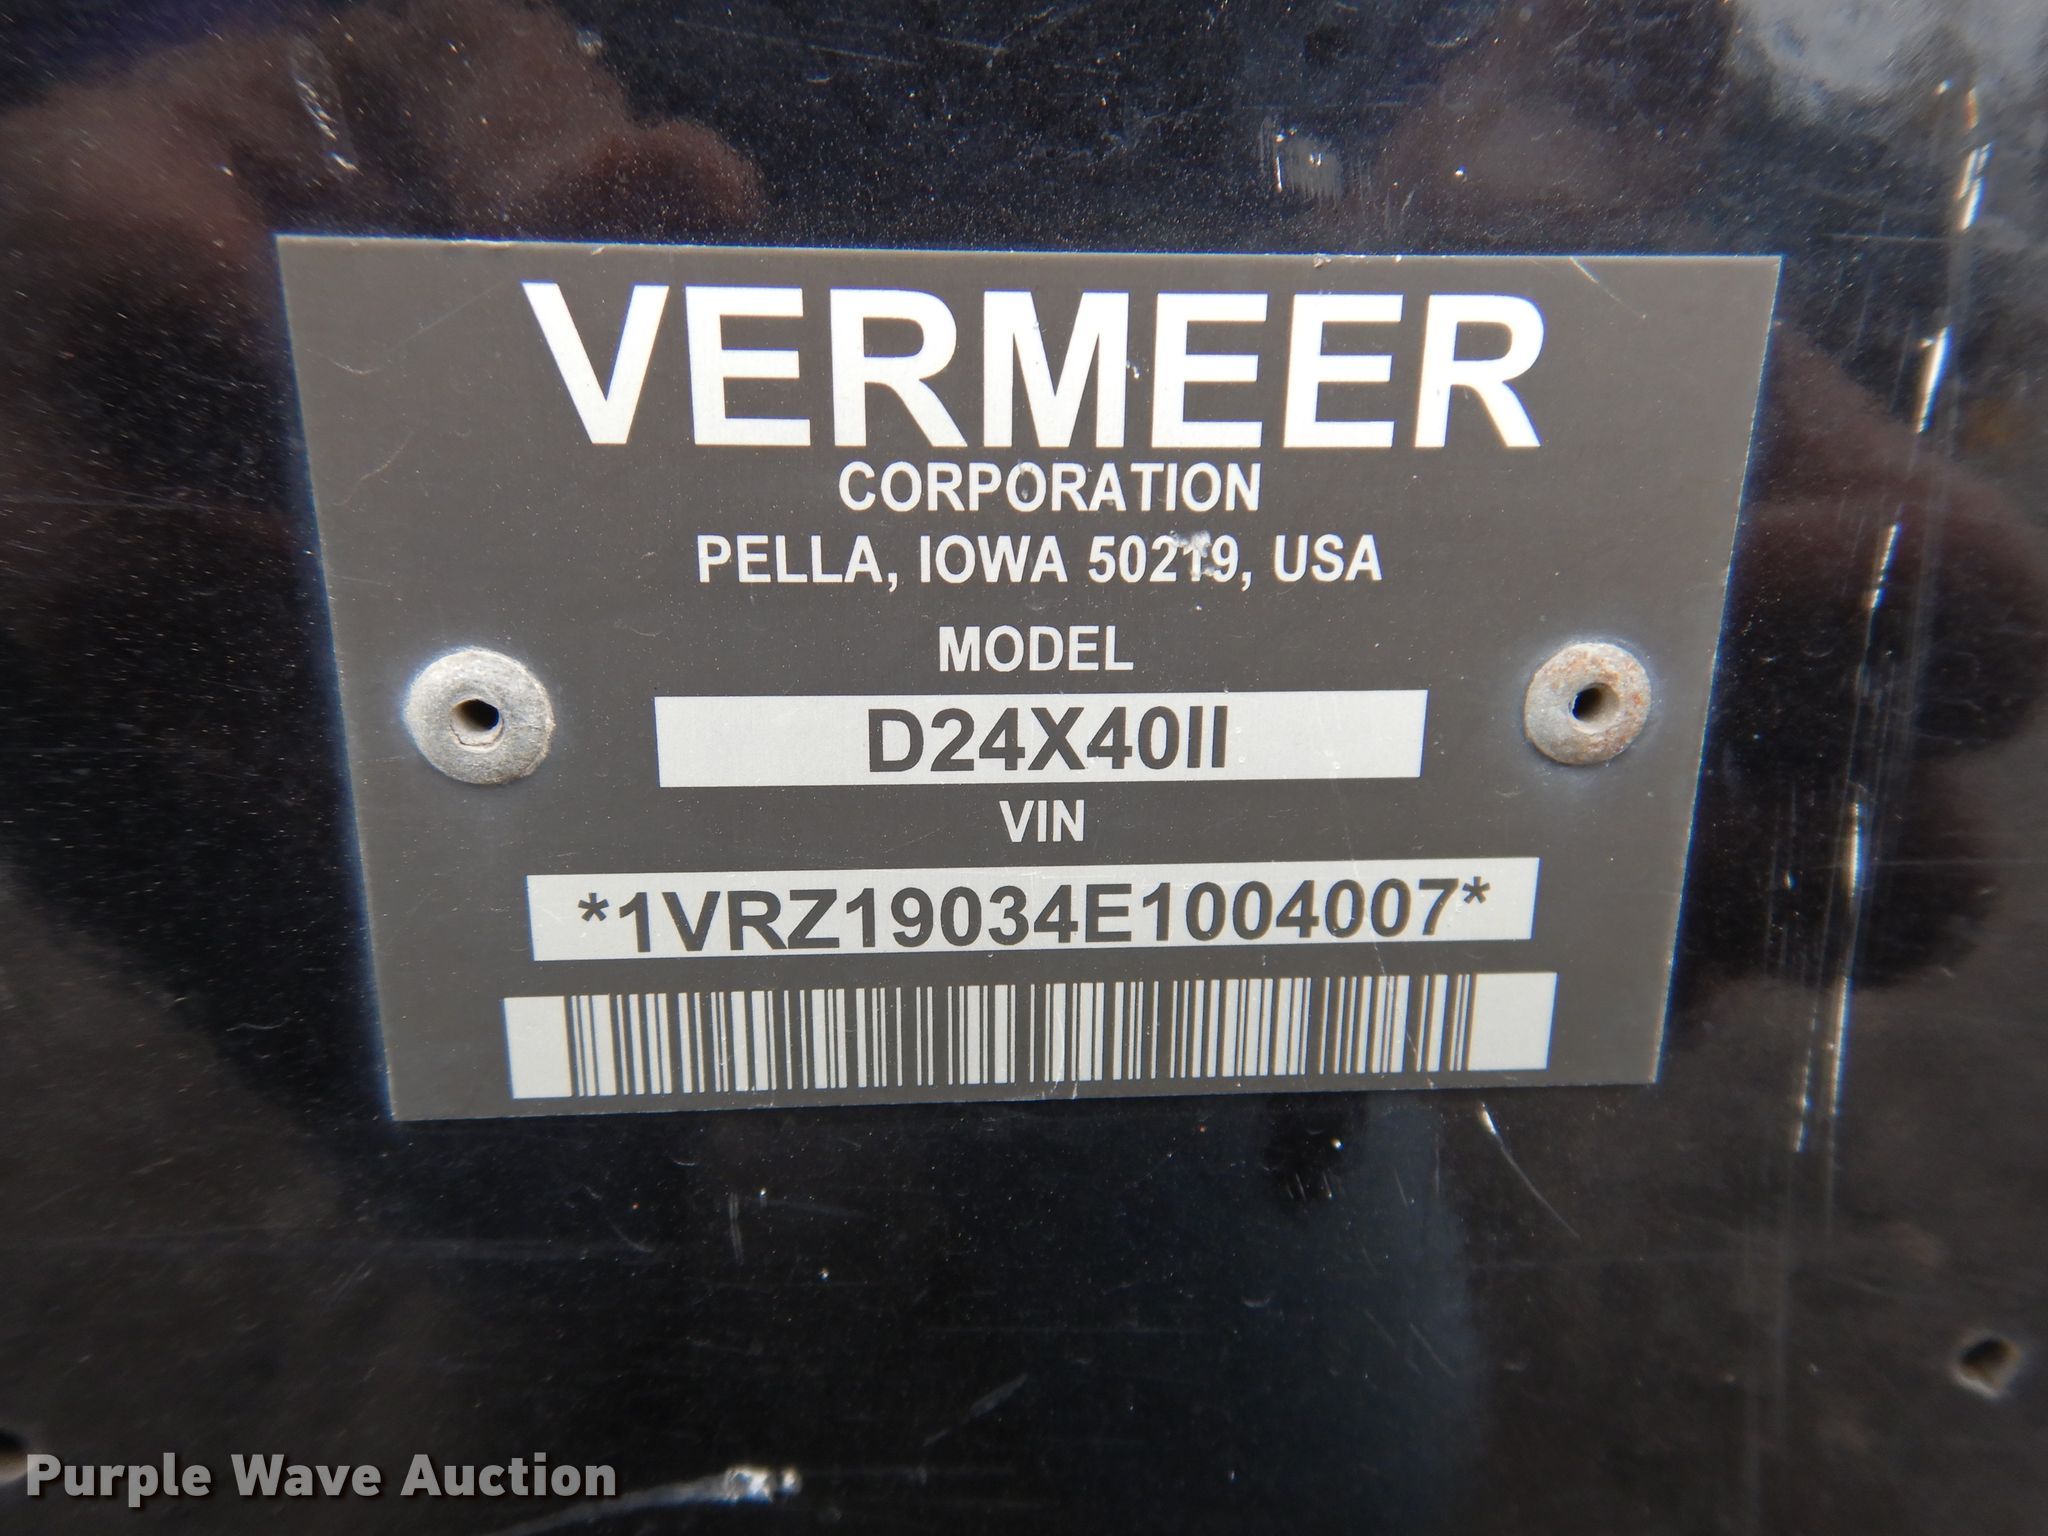 VERMEER
CORPORATION
PELLA, IOWA 50219, USA
MODEL
D24X40II
VIN
*1VRZ19034E1004007*
Purple Wave Auction